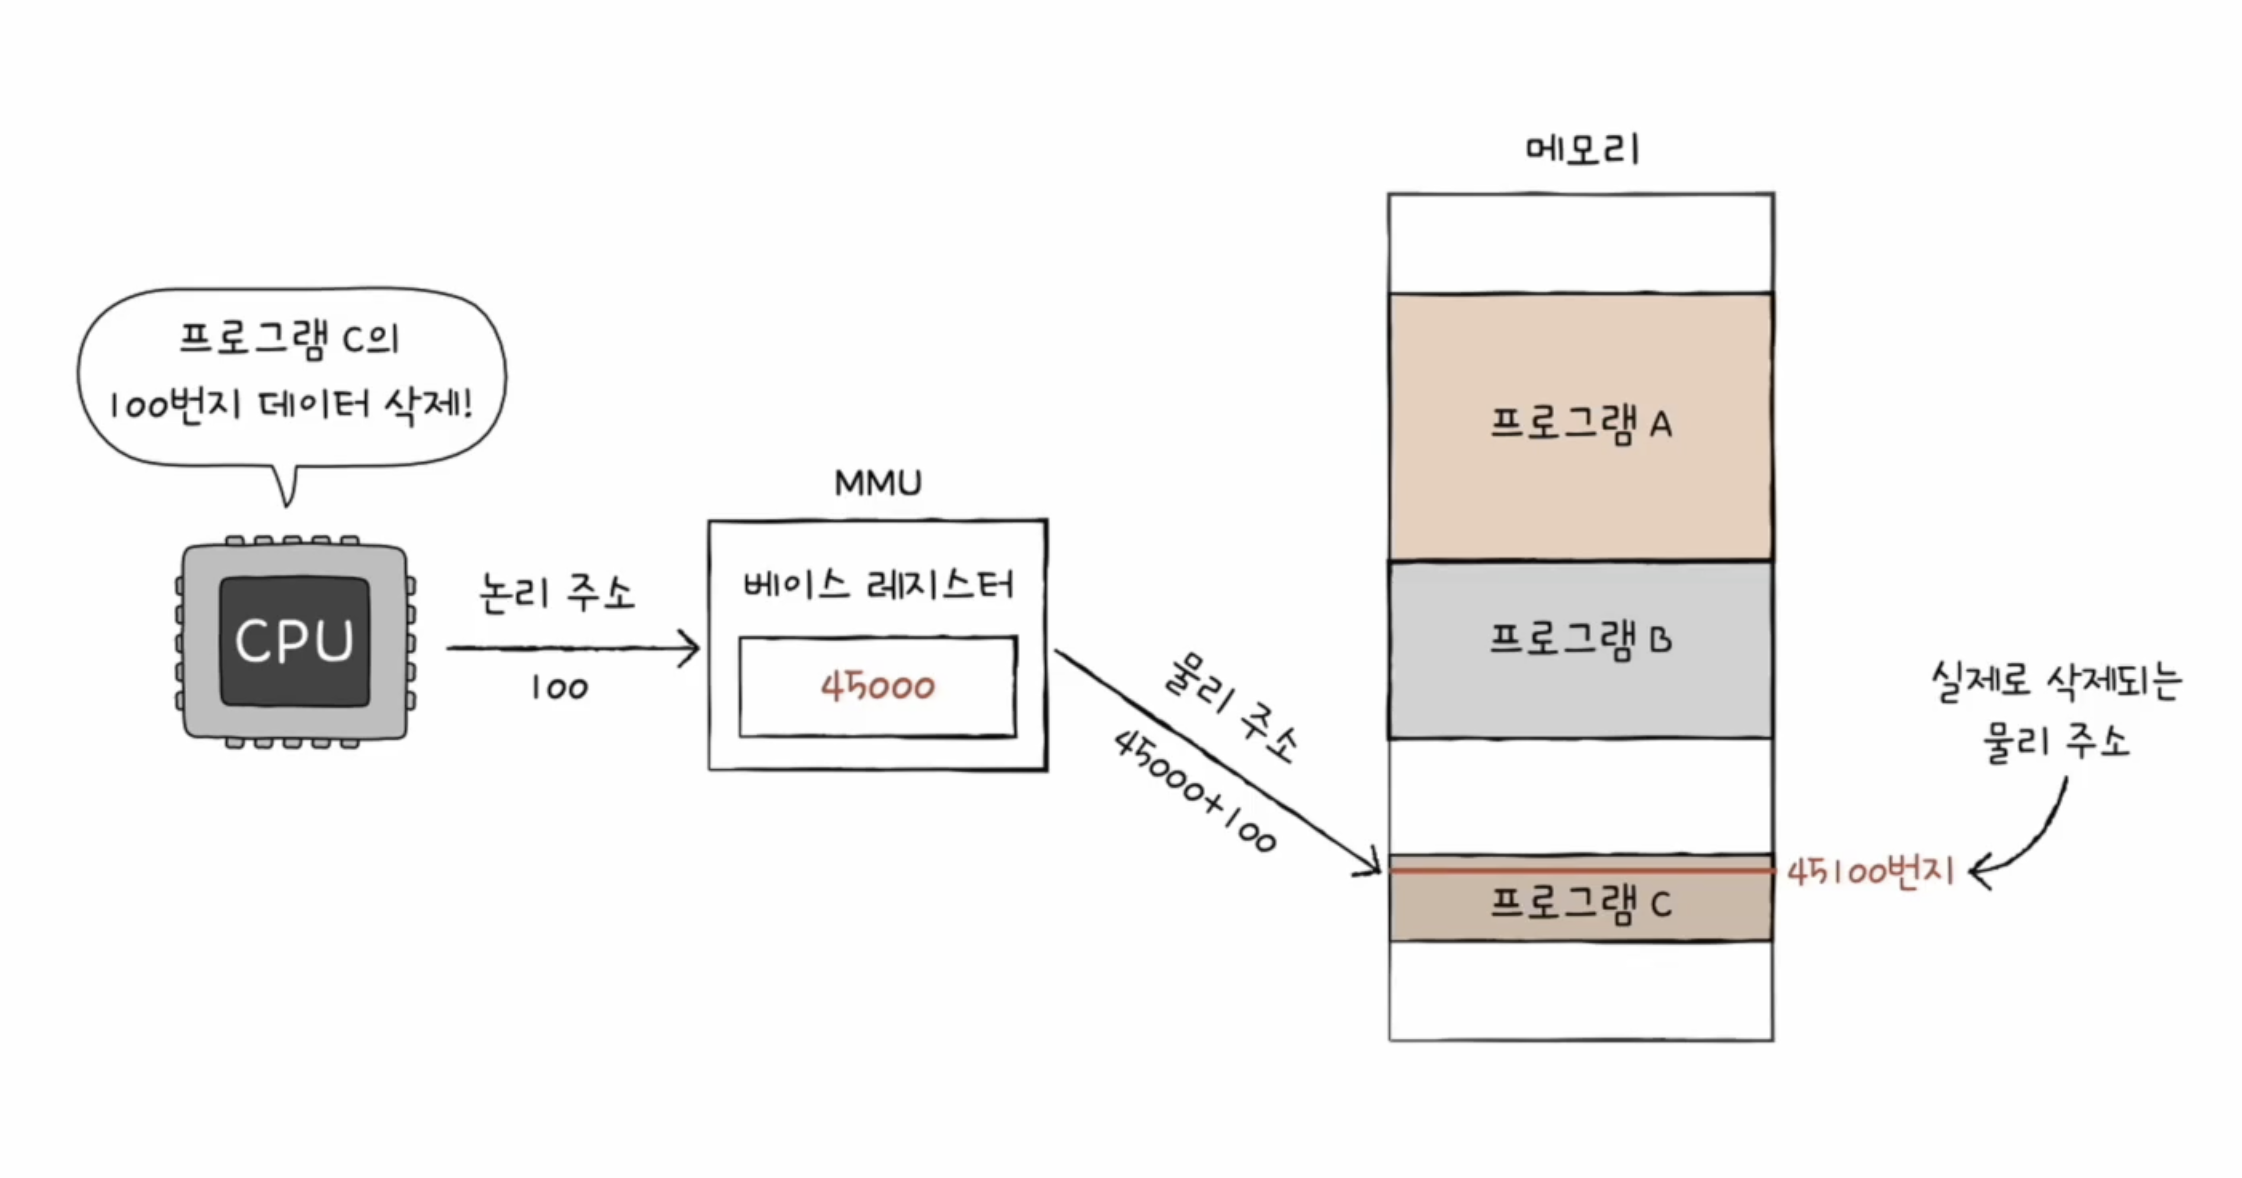 프로그램 C의
100번지 데이터 삭제!
CPU
논리 주소
100
MMU
베이스 레지스터
45000
물리 주소
45000+100
메모리
프로그램 A
프로그램 B
프로그램 C
45100번지
실제로 삭제되는
물리 주소